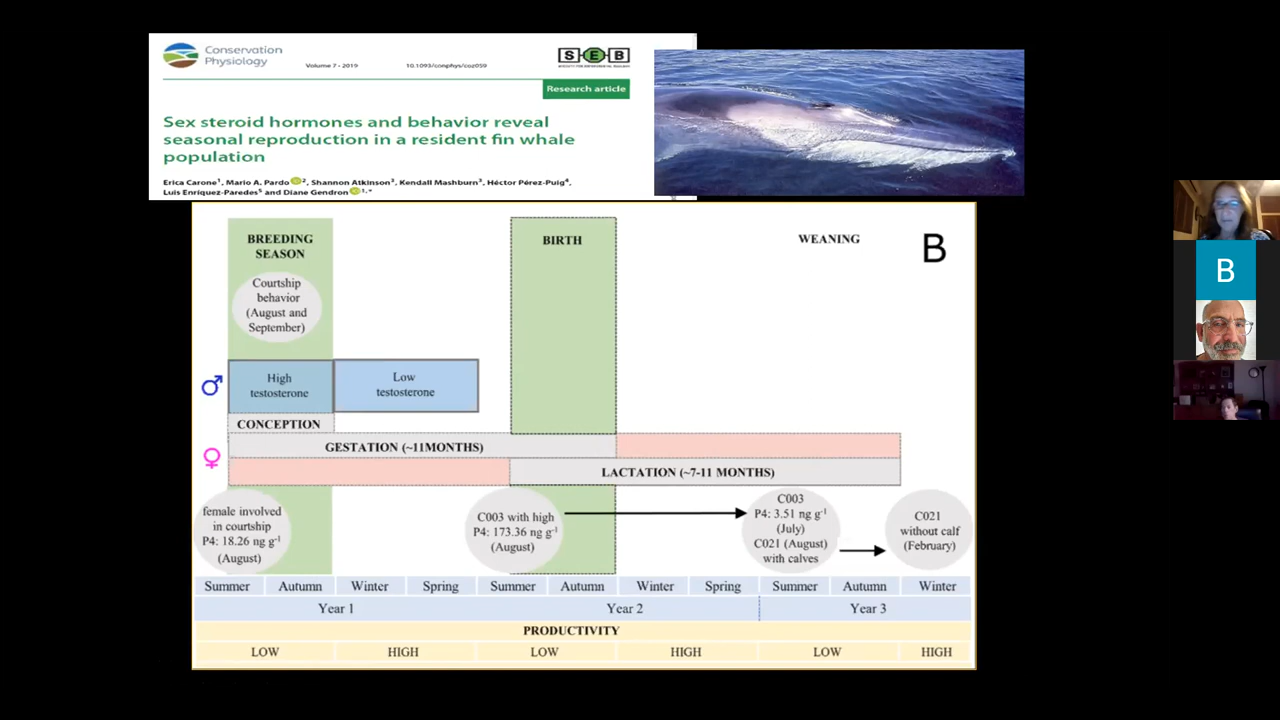 Conservation
Physiology
Volume 7 • 2019
10.1093/conphys/coz059
S E B
Research article
Sex steroid hormones and behavior reveal
seasonal reproduction in a resident fin whale
population
Erica Carone¹, Mario A. Pardo ², Shannon Atkinson³, Kendall Mashburn³, Héctor Pérez-Puig⁴,
Luis Enríquez-Paredes⁵ and Diane Gendron ¹,*
BREEDING
SEASON
BIRTH
WEANING
B
Courtship
behavior
(August and
September)
♂
High
testosterone
Low
testosterone
CONCEPTION
♀
GESTATION (~11MONTHS)
LACTATION (~7-11 MONTHS)
female involved
in courtship
P4: 18.26 ng g⁻¹
(August)
C003 with high
P4: 173.36 ng g⁻¹
(August)
C003
P4: 3.51 ng g⁻¹
(July)
C021 (August)
with calves
C021
without calf
(February)
Summer Autumn Winter Spring Summer Autumn Winter Spring Summer Autumn Winter
Year 1 Year 2 Year 3
PRODUCTIVITY
LOW HIGH LOW HIGH LOW HIGH
B